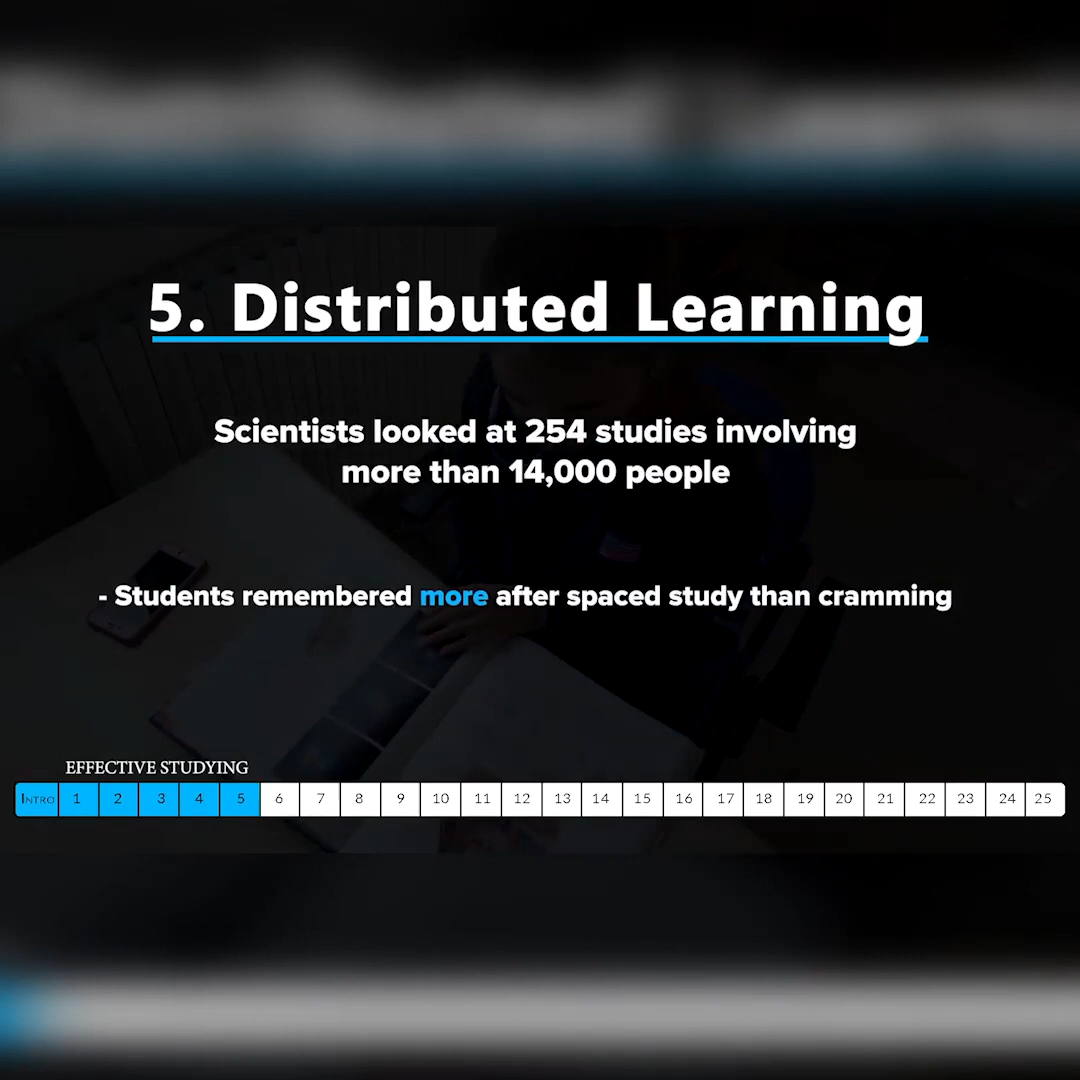 5. Distributed Learning
Scientists looked at 254 studies involving
more than 14,000 people
- Students remembered more after spaced study than cramming
EFFECTIVE STUDYING
INTRO 1 2 3 4 5 6 7 8 9 10 11 12 13 14 15 16 17 18 19 20 21 22 23 24 25